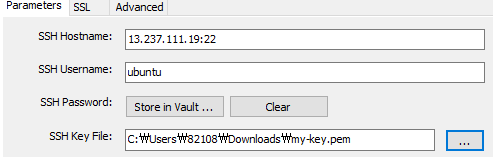 Parameters SSL Advanced
SSH Hostname: 13.237.111.19:22
SSH Username: ubuntu
SSH Password: Store in Vault ... Clear
SSH Key File: C:₩Users₩82108₩Downloads₩my-key.pem ...